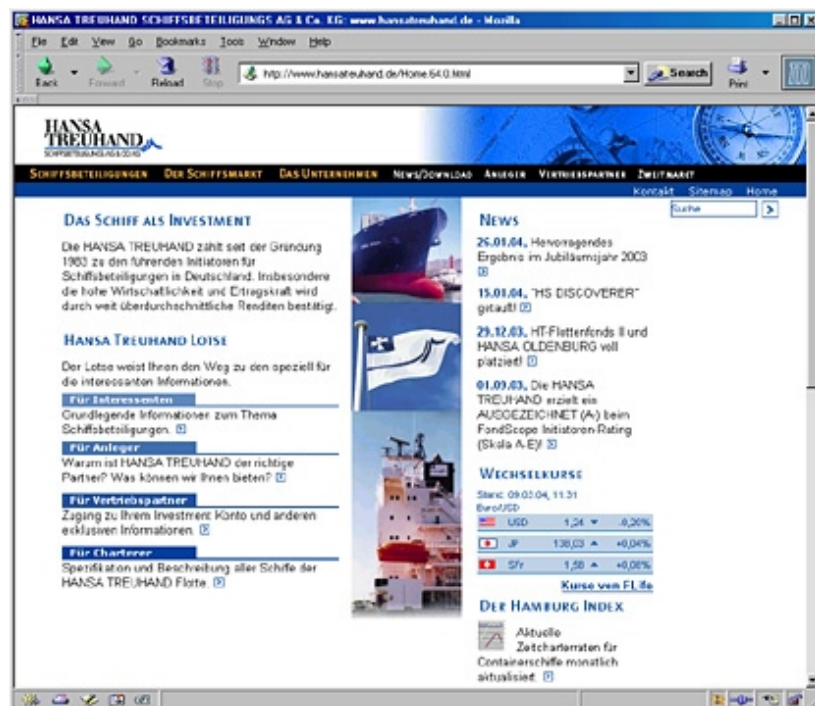 HANSA TREUHAND SCHIFFSBETEILIGUNGS AG & Co. KG: www.hansatreuhand.de - Mozilla
File Edit View Go Bookmarks Tools Window Help
Back Forward Reload Stop http://www.hansatreuhand.de/Home.64.0.html Search Print
HANSA
TREUHAND
SCHIFFSBETEILIGUNGS AG & CO. KG
SCHIFFSBETEILIGUNGEN DER SCHIFFSMARKT DAS UNTERNEHMEN NEWS/DOWNLOAD ANLEGER VERTRIEBSPARTNER ZWEITMARKT
Kontakt Sitemap Home
Suche
DAS SCHIFF ALS INVESTMENT
Die HANSA TREUHAND zählt seit der Gründung
1983 zu den führenden Initiatoren für
Schiffsbeteiligungen in Deutschland. Insbesondere
die hohe Wirtschaftlichkeit und Ertragskraft wird
durch weit überdurchschnittliche Renditen bestätigt.
HANSA TREUHAND LOTSE
Der Lotse weist Ihnen den Weg zu den speziell für
die interessanten Informationen.
Für Interessenten
Grundlegende Informationen zum Thema
Schiffsbeteiligungen.
Für Anleger
Warum ist HANSA TREUHAND der richtige
Partner? Was können wir Ihnen bieten?
Für Vertriebspartner
Zugang zu Ihrem Investment Konto und anderen
exklusiven Informationen.
Für Charterer
Spezifikation und Beschreibung aller Schiffe der
HANSA TREUHAND Flotte.
NEWS
26.01.04, Hervorragendes
Ergebnis im Jubiläumsjahr 2003
15.01.04, "HS DISCOVERER"
getauft!
29.12.03, HT-Flottenfonds II und
HANSA OLDENBURG voll
platziert!
01.09.03, Die HANSA
TREUHAND erzielt ein
AUSGEZEICHNET (A-) beim
FondScope Initiatoren-Rating
(Skala A-E)!
WECHSELKURSE
Stand: 09.03.04, 11.31
Euro/USD
USD 1,24 -0,20%
JP 138,03 +0,04%
SFr 1,58 +0,08%
Kurse von FLife
DER HAMBURG INDEX
Aktuelle
Zeitcharterraten für
Containerschiffe monatlich
aktualisiert.